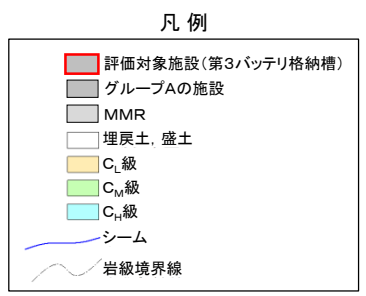 凡 例
評価対象施設（第3バッテリ格納槽）
グループAの施設
MMR
埋戻土，盛土
CL級
CM級
CH級
シーム
岩級境界線